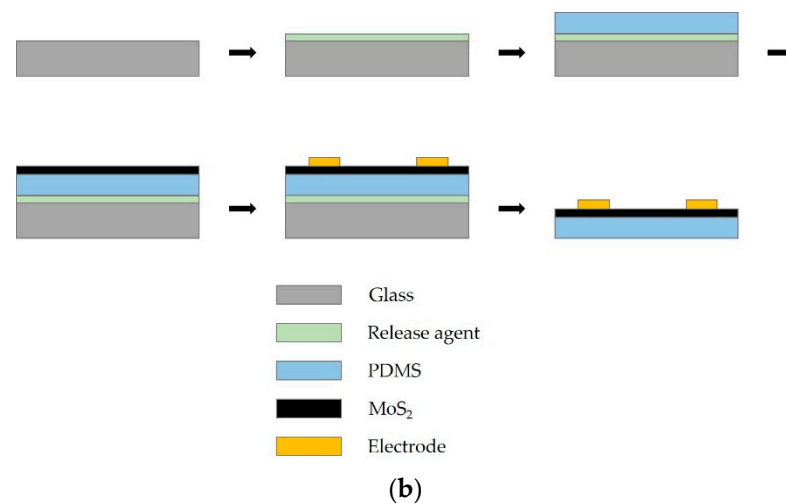 Glass
Release agent
PDMS
MoS₂
Electrode
(b)